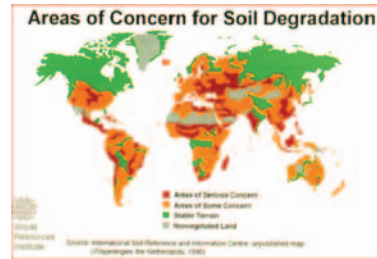 Areas of Concern for Soil Degradation
Areas of Serious Concern
Areas of Some Concern
Stable Terrain
Nonvegetated Land
World
Resources
Institute
Source: International Soil Reference and Information Centre unpublished map
(Wageningen the Netherlands, 1990)